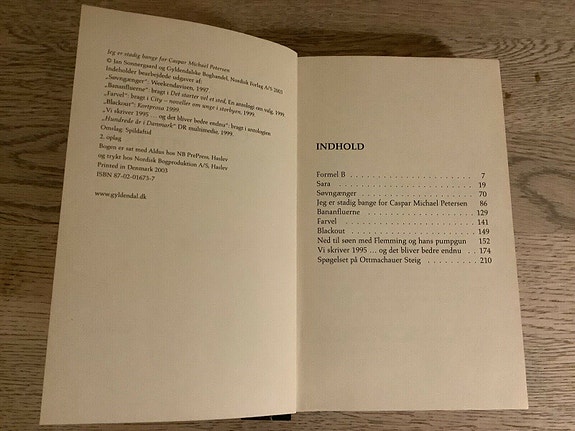 Jeg er stadig bange for Caspar Michael Petersen
© Jan Sonnergaard og Gyldendalske Boghandel, Nordisk Forlag A/S 2003
Indeholder bearbejdede udgaver af:
„Søvngænger“: Weekendavisen, 1997
„Bananfluerne“: bragt i Det starter vel et sted, En antologi om valg, 1999
„Farvel“: bragt i City – noveller om unge i storbyen, 1999
„Blackout“: Kortprosa 1999
„Vi skriver 1995 ... og det bliver bedre endnu“: bragt i antologien
„Hundrede år i Danmark“ DR multimedie, 1999.
Omslag: Spildaftid
2. oplag
Bogen er sat med Aldus hos NB PrePress, Haslev
og trykt hos Nordisk Bogproduktion A/S, Haslev
Printed in Denmark 2003
ISBN 87-02-01673-7
www.gyldendal.dk
INDHOLD
Formel B . . . . . . . . . . . . . . . . . . . 7
Sara . . . . . . . . . . . . . . . . . . . . . 19
Søvngænger . . . . . . . . . . . . . . . . . 70
Jeg er stadig bange for Caspar Michael Petersen 86
Bananfluerne . . . . . . . . . . . . . . . . . 129
Farvel . . . . . . . . . . . . . . . . . . . . 141
Blackout . . . . . . . . . . . . . . . . . . . 149
Ned til søen med Flemming og hans pumpgun 152
Vi skriver 1995 ... og det bliver bedre endnu . . 174
Spøgelset på Ottmachauer Steig . . . . . . . 210